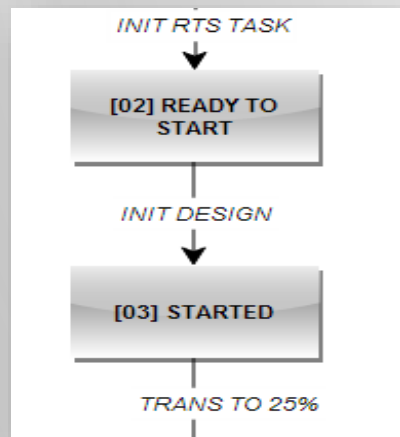 INIT RTS TASK
[02] READY TO
START
INIT DESIGN
[03] STARTED
TRANS TO 25%